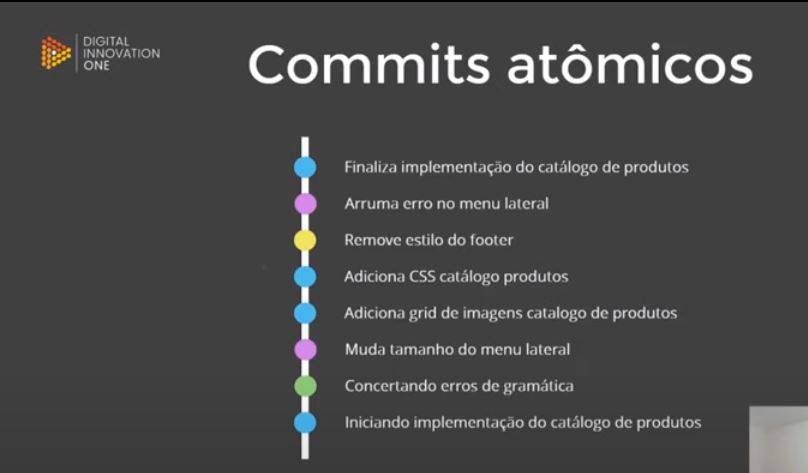 DIGITAL
INNOVATION
ONE
Commits atômicos
Finaliza implementação do catálogo de produtos
Arruma erro no menu lateral
Remove estilo do footer
Adiciona CSS catálogo produtos
Adiciona grid de imagens catalogo de produtos
Muda tamanho do menu lateral
Concertando erros de gramática
Iniciando implementação do catálogo de produtos